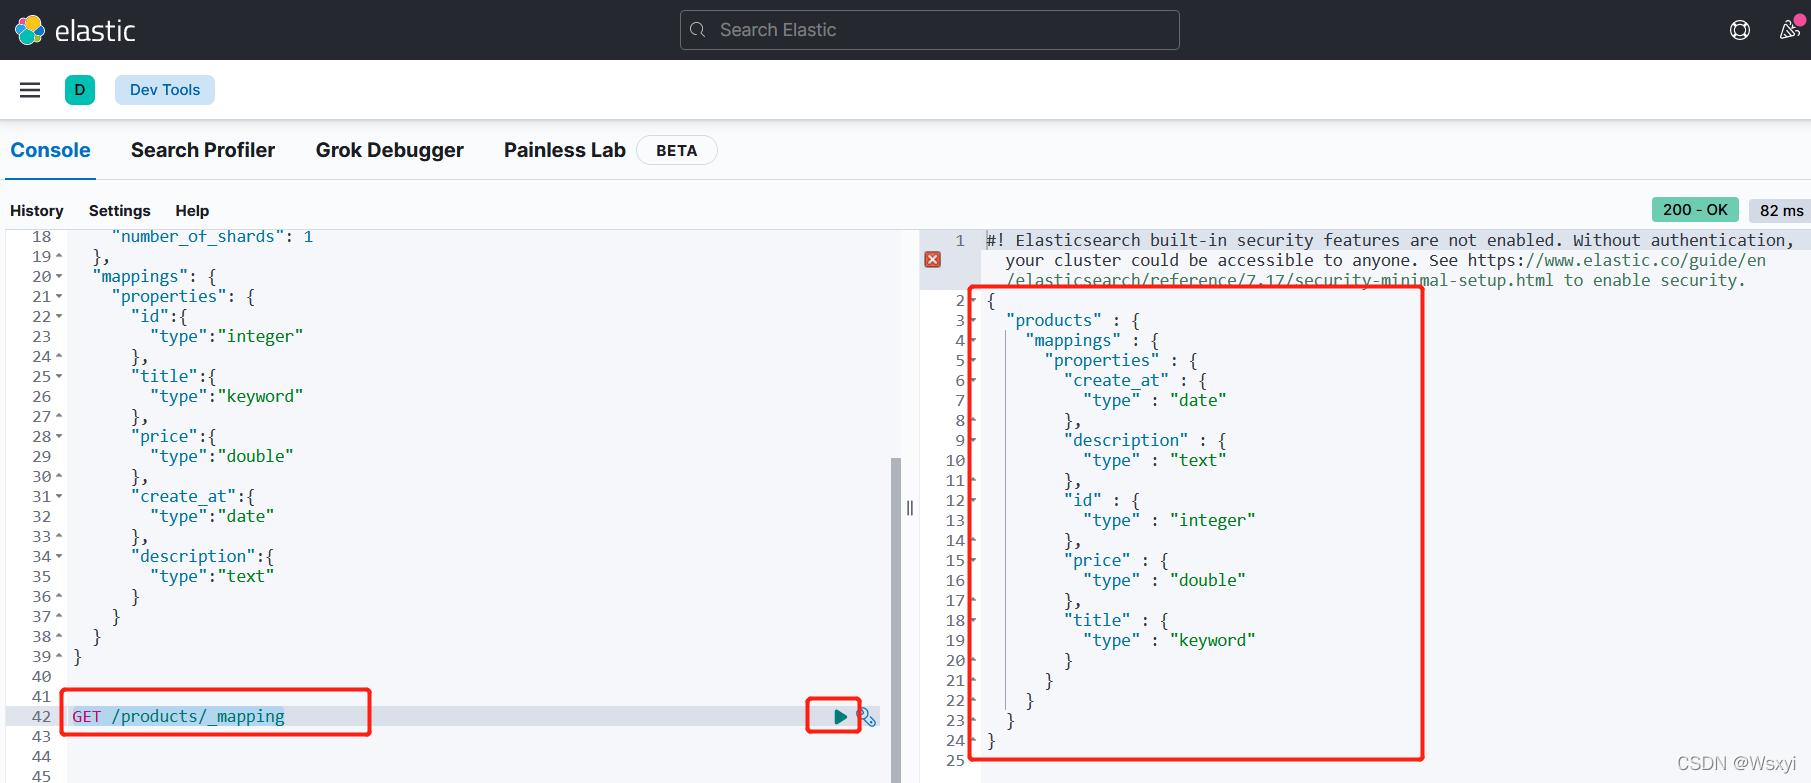 elastic
Search Elastic
D
Dev Tools
Console
Search Profiler
Grok Debugger
Painless Lab
BETA
History
Settings
Help
200 - OK
82 ms
18 "number_of_shards": 1
19 },
20 "mappings": {
21 "properties": {
22 "id":{
23 "type":"integer"
24 },
25 "title":{
26 "type":"keyword"
27 },
28 "price":{
29 "type":"double"
30 },
31 "create_at":{
32 "type":"date"
33 },
34 "description":{
35 "type":"text"
36 }
37 }
38 }
39 }
40
41
42 GET /products/_mapping
43
44
45
1 #! Elasticsearch built-in security features are not enabled. Without authentication,
your cluster could be accessible to anyone. See https://www.elastic.co/guide/en
/elasticsearch/reference/7.17/security-minimal-setup.html to enable security.
2 {
3 "products" : {
4 "mappings" : {
5 "properties" : {
6 "create_at" : {
7 "type" : "date"
8 },
9 "description" : {
10 "type" : "text"
11 },
12 "id" : {
13 "type" : "integer"
14 },
15 "price" : {
16 "type" : "double"
17 },
18 "title" : {
19 "type" : "keyword"
20 }
21 }
22 }
23 }
24 }
25
CSDN @Wsxyi